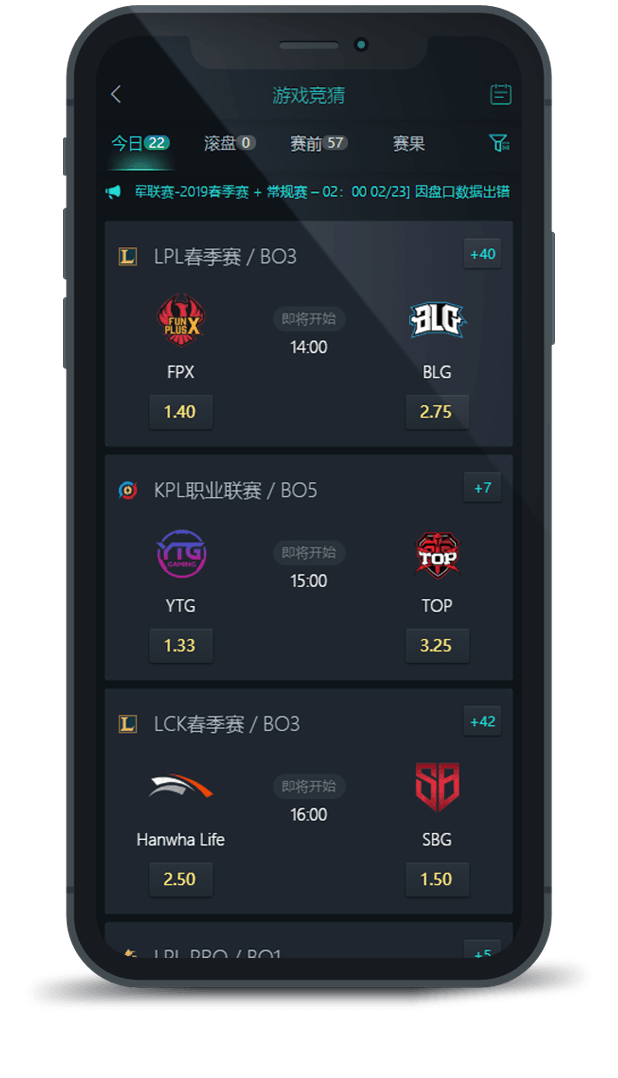 游戏竞猜
今日 22 滚盘 0 赛前 57 赛果
军联赛-2019春季赛 + 常规赛 – 02：00 02/23] 因盘口数据出错
L LPL春季赛 / BO3 +40
FUN PLUS X 即将开始 BLG
14:00
FPX BLG
1.40 2.75
KPL职业联赛 / BO5 +7
YTG GAMING 即将开始 TOP
15:00
YTG TOP
1.33 3.25
L LCK春季赛 / BO3 +42
即将开始 SB
16:00
Hanwha Life SBG
2.50 1.50
LPL PRO / BO1 +5